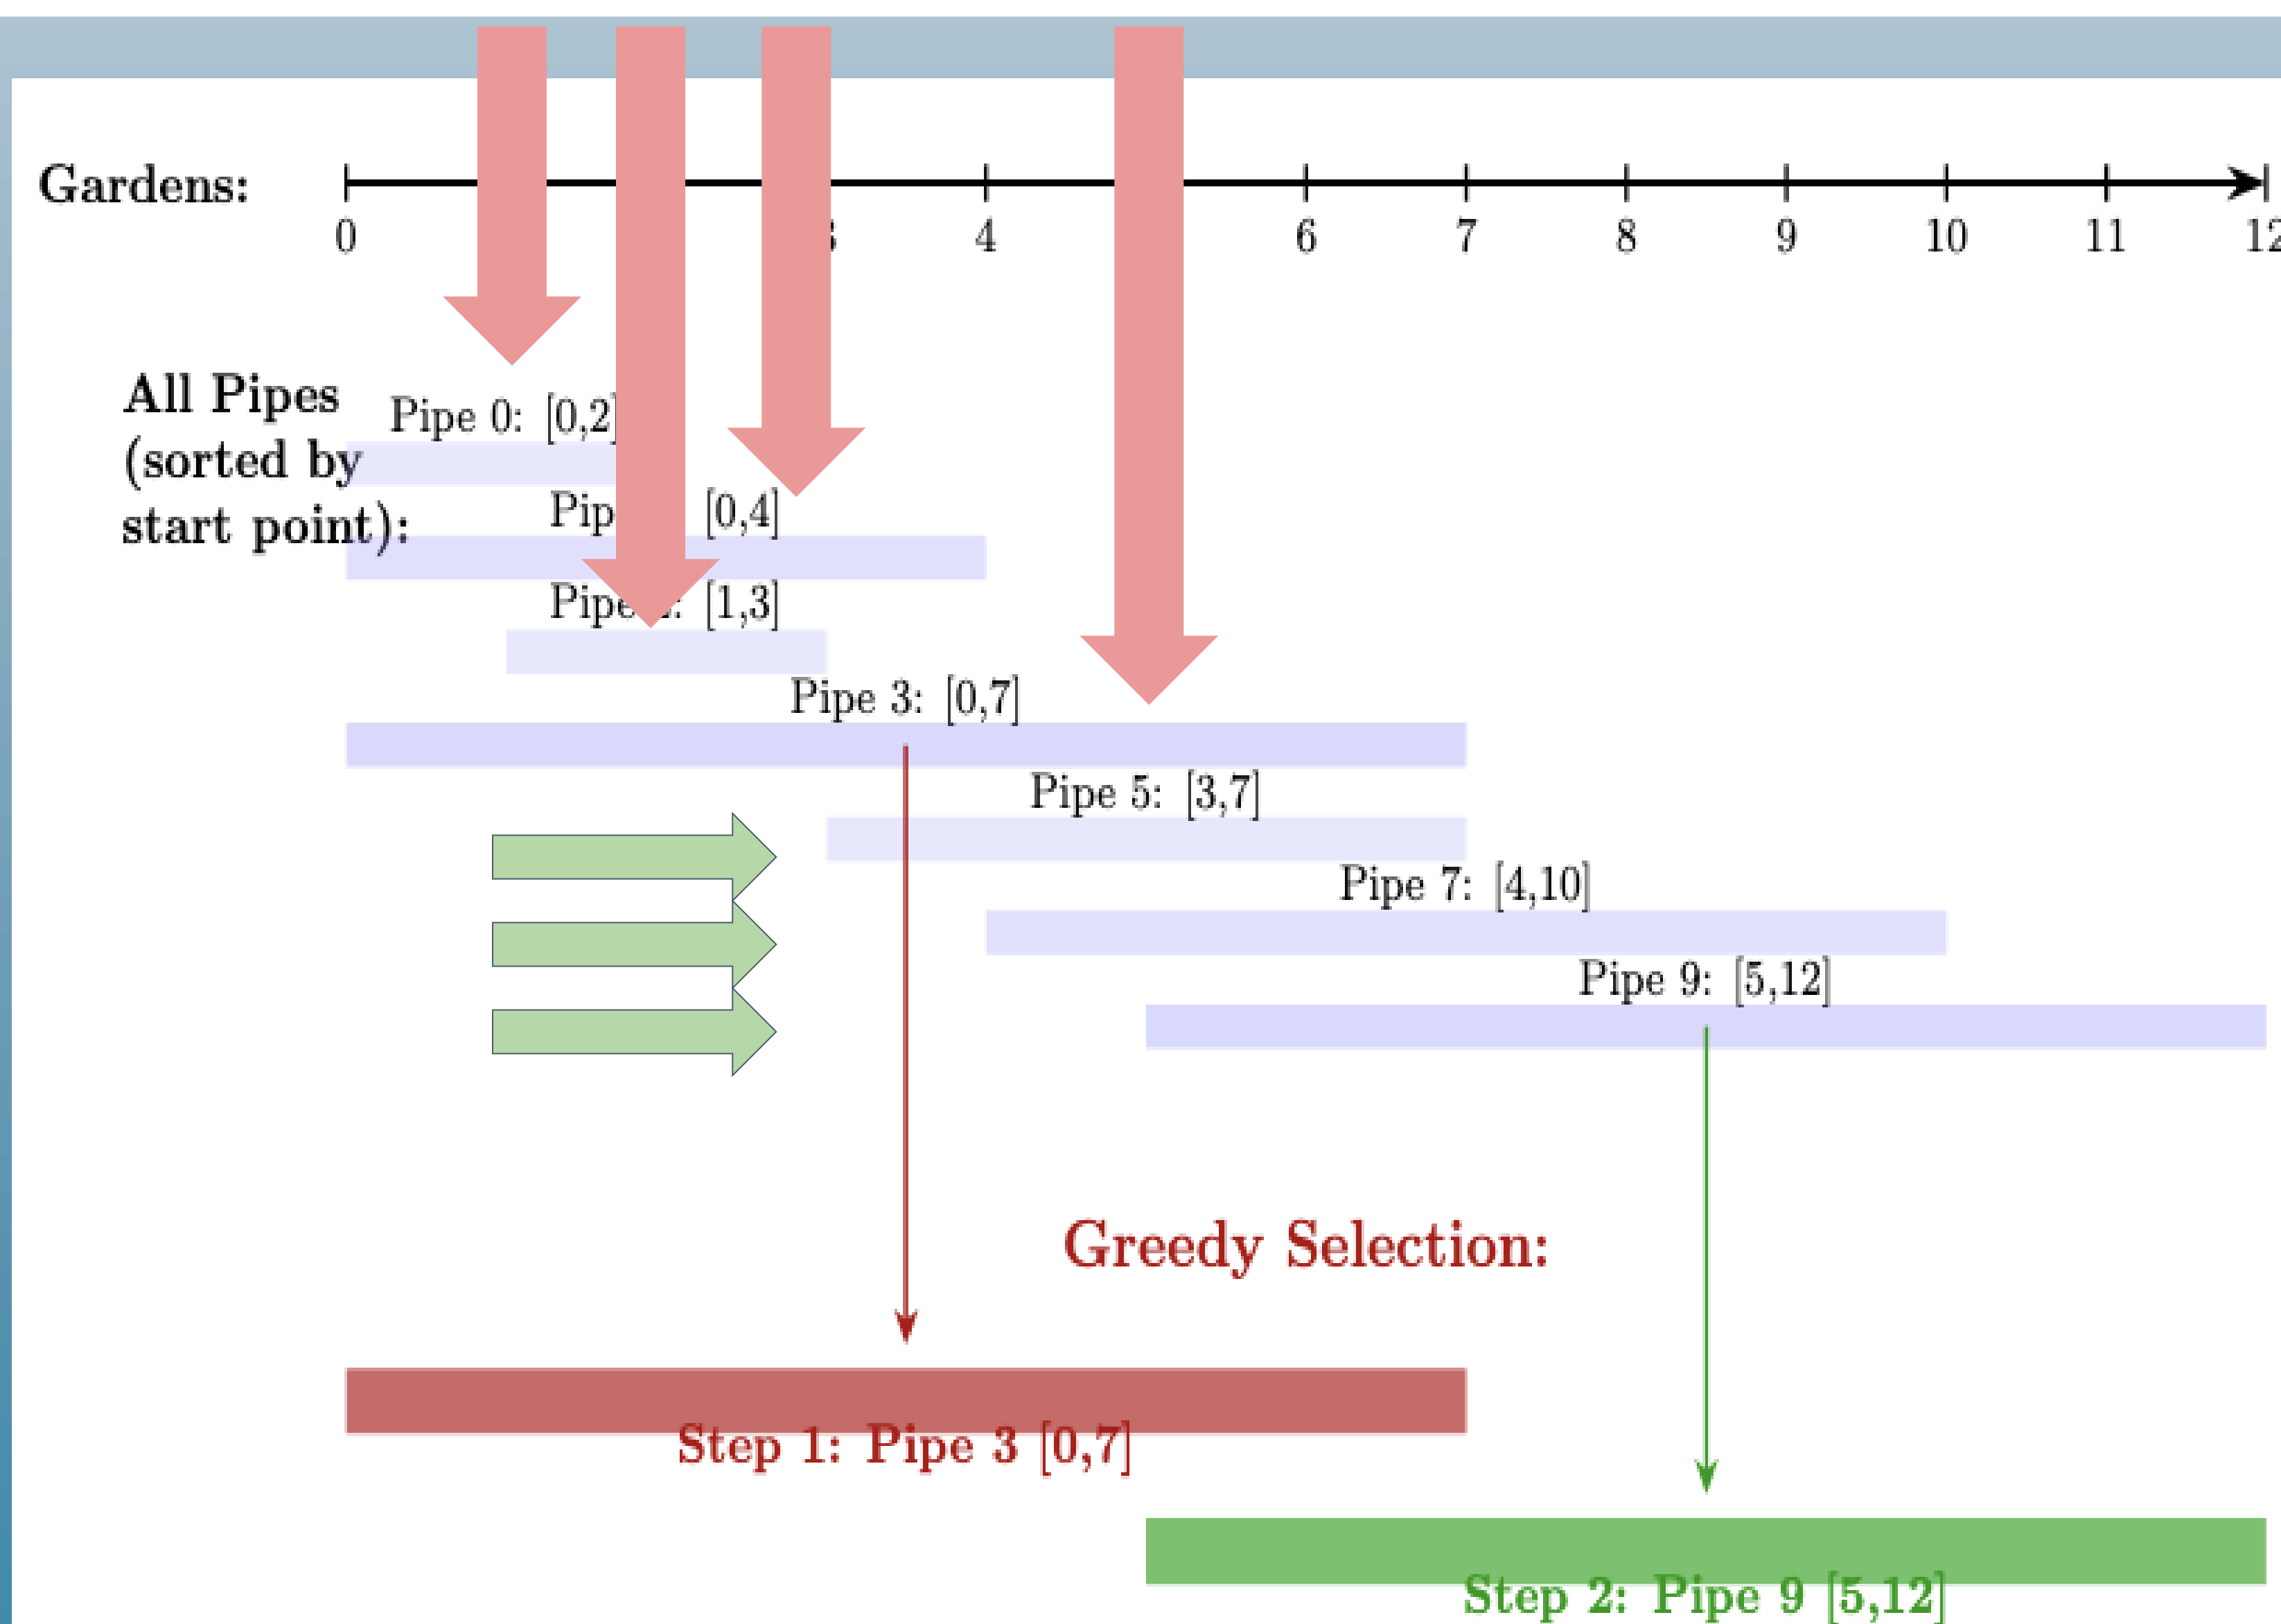 Gardens:
0 4 6 7 8 9 10 11 12
All Pipes
(sorted by
start point):
Pipe 0: [0,2]
[0,4]
Pipe [1,3]
Pipe 3: [0,7]
Pipe 5: [3,7]
Pipe 7: [4,10]
Pipe 9: [5,12]
Greedy Selection:
Step 1: Pipe 3 [0,7]
Step 2: Pipe 9 [5,12]